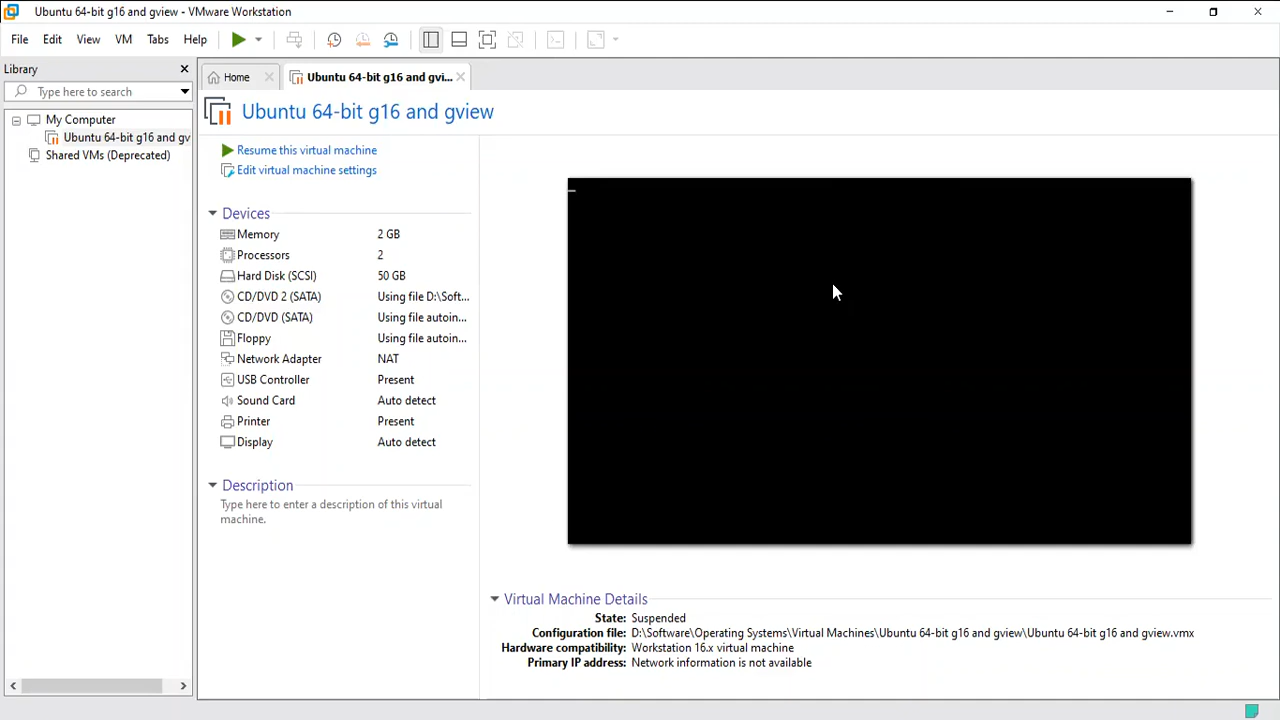 Ubuntu 64-bit g16 and gview - VMware Workstation
File Edit View VM Tabs Help
Library
Type here to search
My Computer
Ubuntu 64-bit g16 and gv
Shared VMs (Deprecated)
Home
Ubuntu 64-bit g16 and gvi...
Ubuntu 64-bit g16 and gview
Resume this virtual machine
Edit virtual machine settings
Devices
Memory 2 GB
Processors 2
Hard Disk (SCSI) 50 GB
CD/DVD 2 (SATA) Using file D:\Soft...
CD/DVD (SATA) Using file autoin...
Floppy Using file autoin...
Network Adapter NAT
USB Controller Present
Sound Card Auto detect
Printer Present
Display Auto detect
Description
Type here to enter a description of this virtual
machine.
Virtual Machine Details
State: Suspended
Configuration file: D:\Software\Operating Systems\Virtual Machines\Ubuntu 64-bit g16 and gview\Ubuntu 64-bit g16 and gview.vmx
Hardware compatibility: Workstation 16.x virtual machine
Primary IP address: Network information is not available